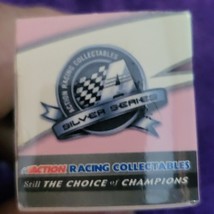 ACTION RACING COLLECTABLES
SILVER SERIES
ACTION RACING COLLECTABLES
Still THE CHOICE of CHAMPIONS